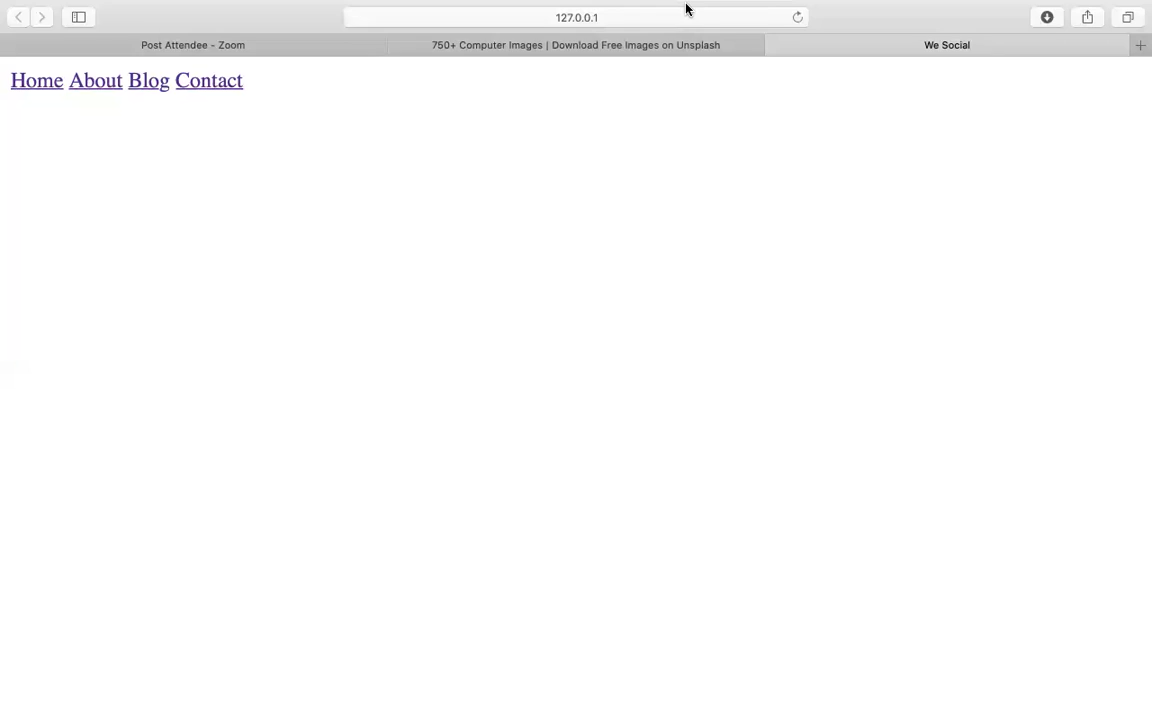 127.0.0.1
Post Attendee - Zoom
750+ Computer Images | Download Free Images on Unsplash
We Social
Home About Blog Contact